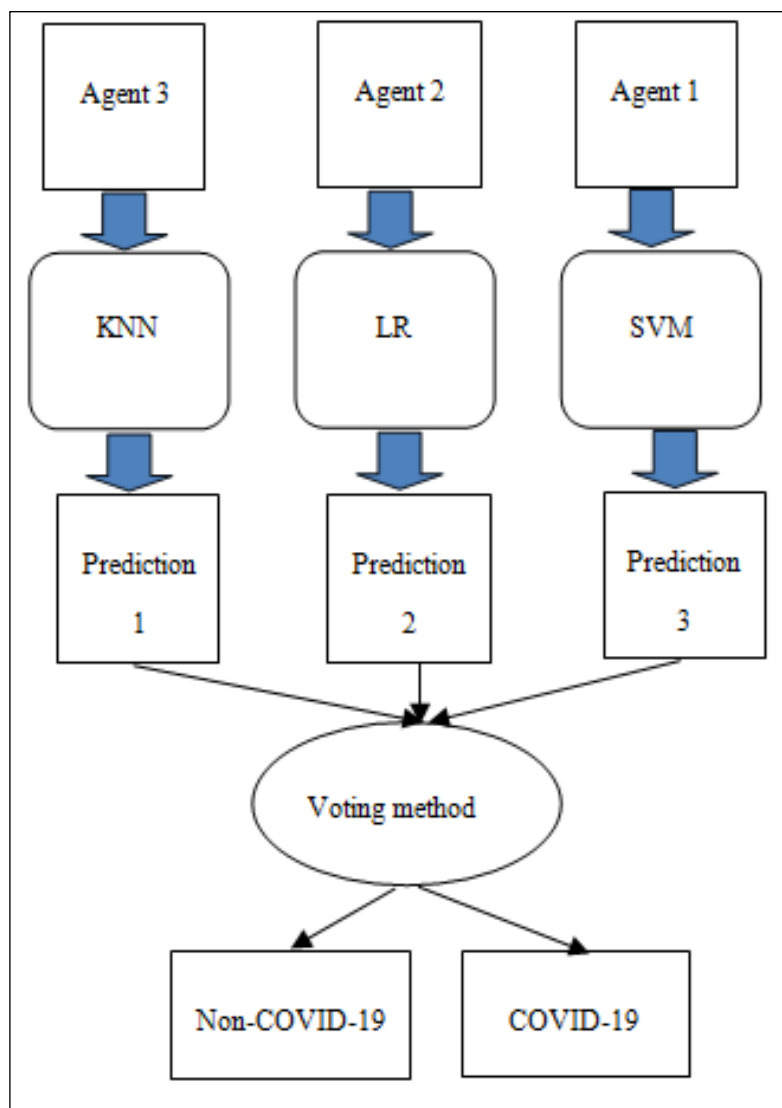 Agent 3
Agent 2
Agent 1
KNN
LR
SVM
Prediction
1
Prediction
2
Prediction
3
Voting method
Non-COVID-19
COVID-19